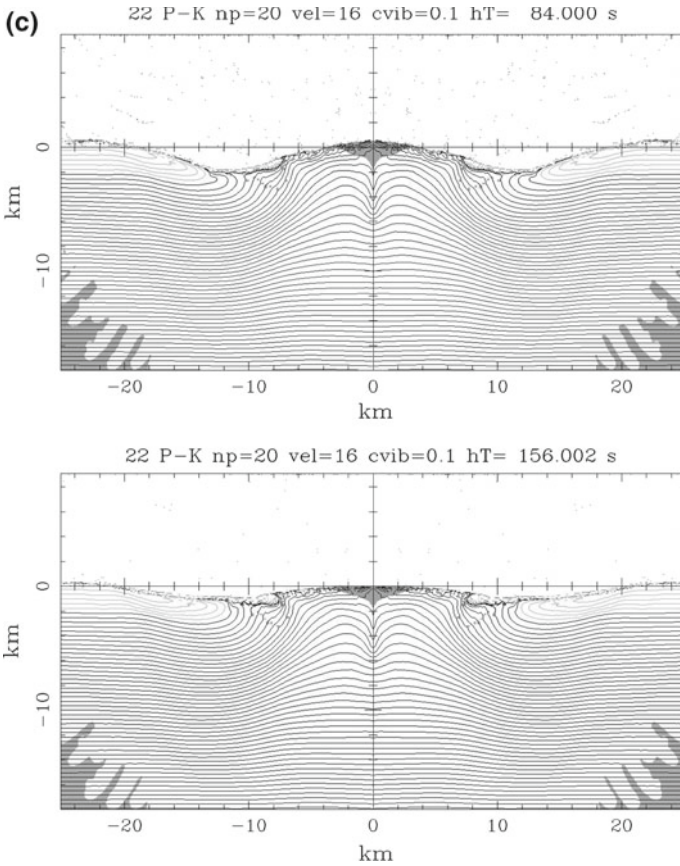 (c)
22 P-K np=20 vel=16 cvib=0.1 hT= 84.000 s
km
0
-10
-20 -10 0 10 20
km
22 P-K np=20 vel=16 cvib=0.1 hT= 156.002 s
km
0
-10
-20 -10 0 10 20
km